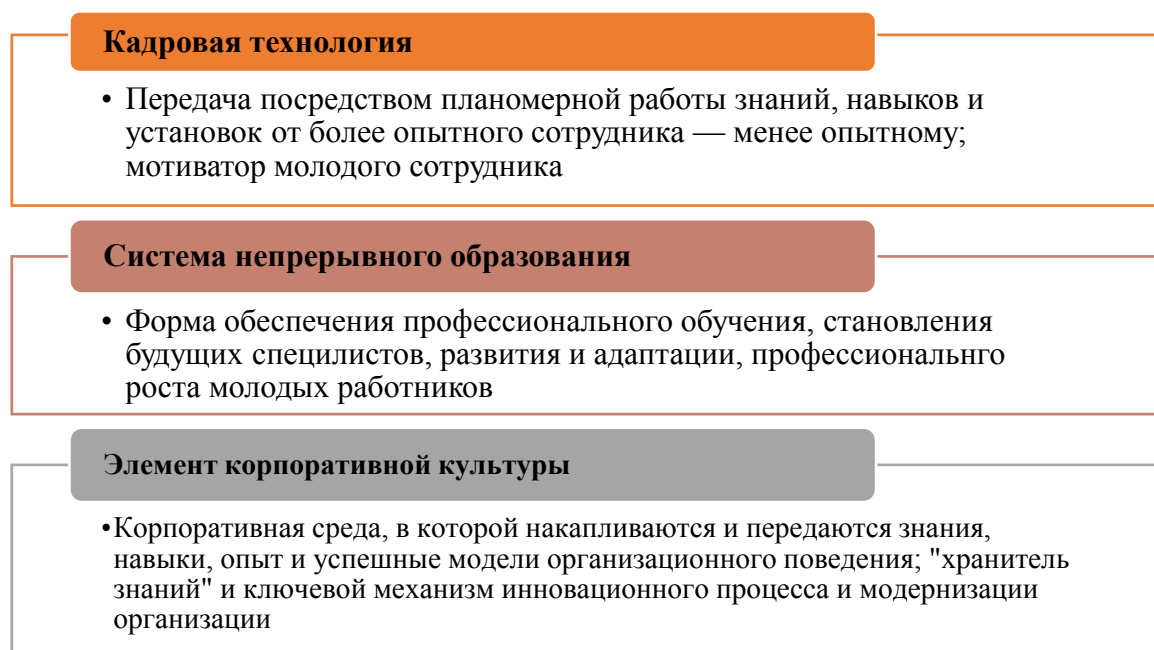 Кадровая технология
• Передача посредством планомерной работы знаний, навыков и
установок от более опытного сотрудника — менее опытному;
мотиватор молодого сотрудника
Система непрерывного образования
• Форма обеспечения профессионального обучения, становления
будущих специлистов, развития и адаптации, профессиональнго
роста молодых работников
Элемент корпоративной культуры
•Корпоративная среда, в которой накапливаются и передаются знания,
навыки, опыт и успешные модели организационного поведения; "хранитель
знаний" и ключевой механизм инновационного процесса и модернизации
организации